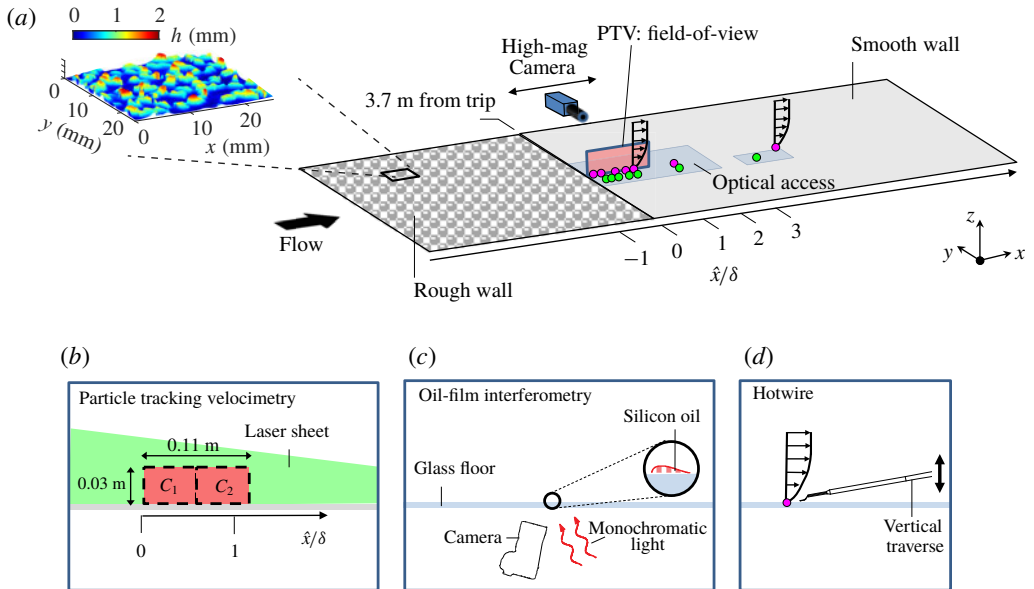 (a)
0 1 2
h (mm)
0
10
20
y (mm)
0
10
20
x (mm)
High-mag
Camera
PTV: field-of-view
Smooth wall
3.7 m from trip
Optical access
Flow
Rough wall
−1 0 1 2 3
x̂/δ
z
y
x
(b)
Particle tracking velocimetry
Laser sheet
0.11 m
0.03 m
C1 C2
0 1 x̂/δ
(c)
Oil-film interferometry
Silicon oil
Glass floor
Camera
Monochromatic
light
(d)
Hotwire
Vertical
traverse